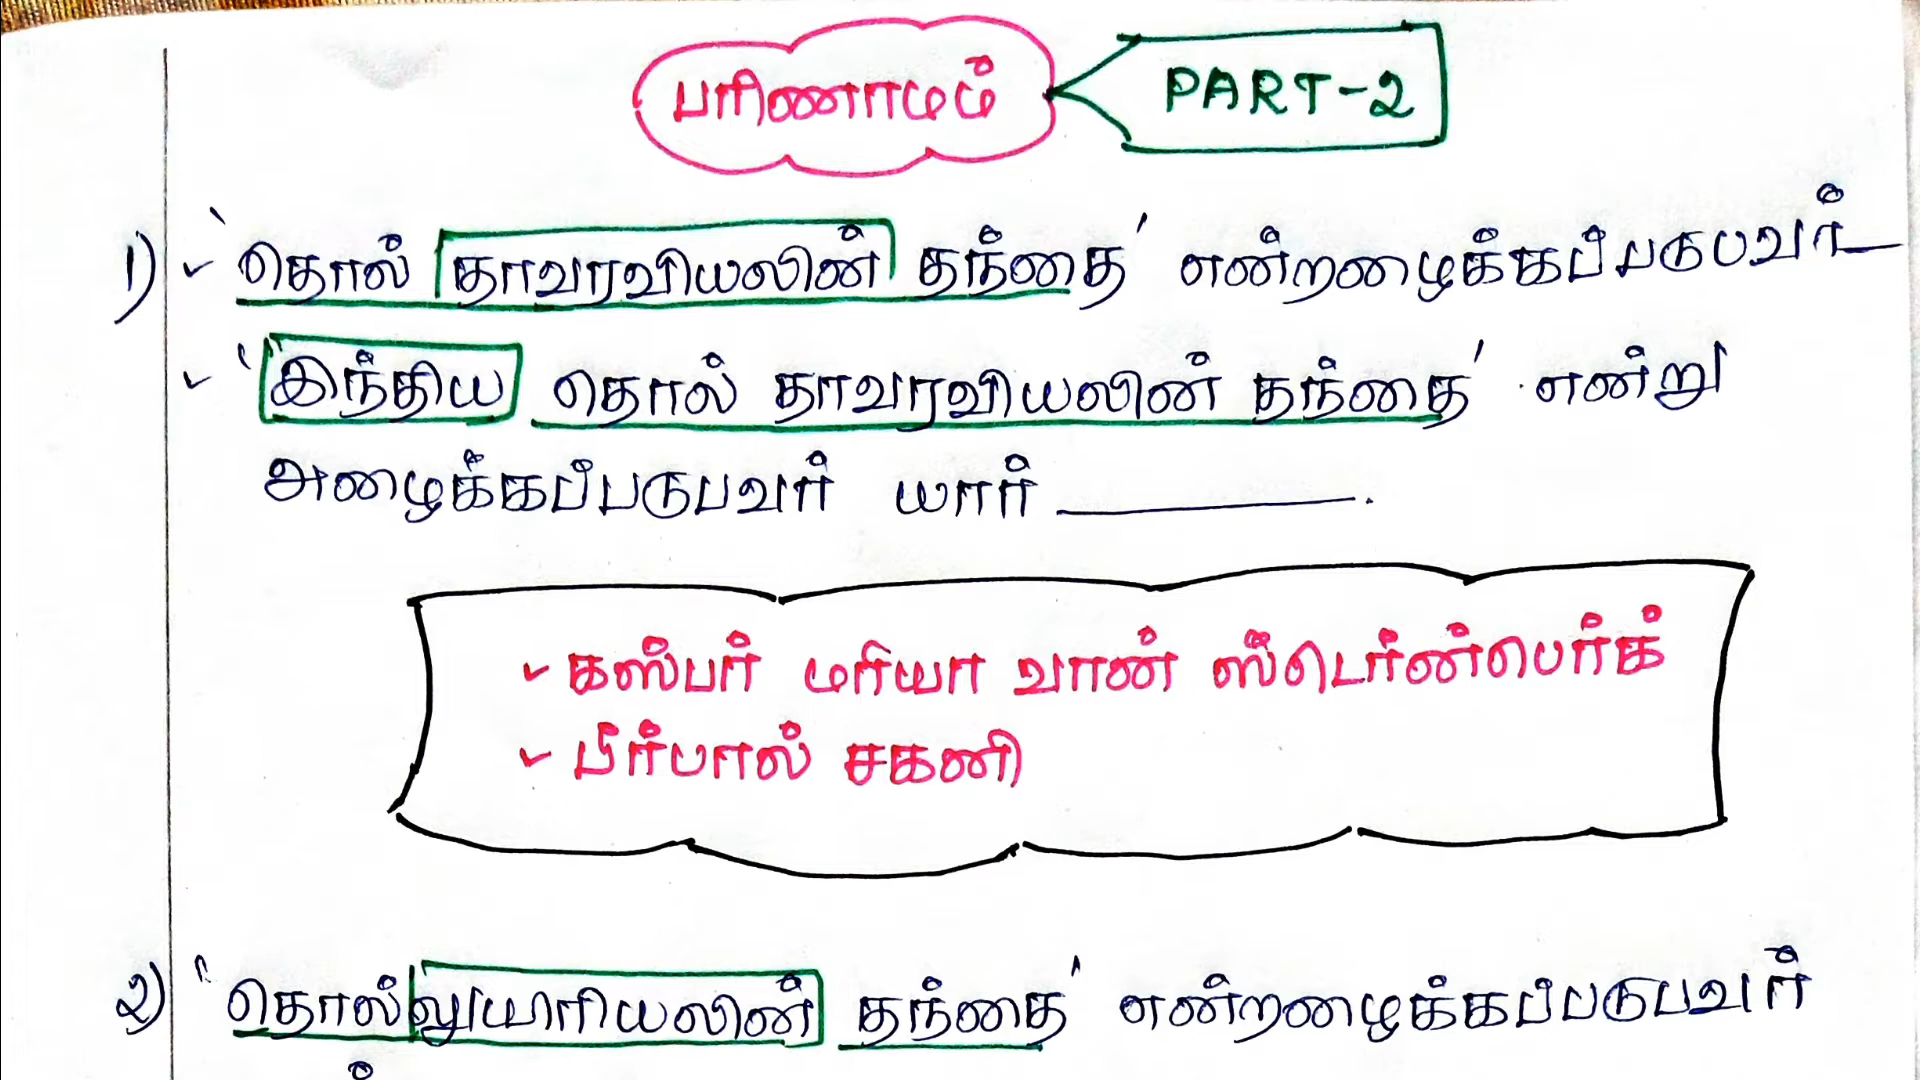 பரிணாமம்
PART-2
1) ✓ 'தொல் தாவரவியலின் தந்தை' என்றழைக்கப்படுபவர்
✓ 'இந்திய தொல் தாவரவியலின் தந்தை' என்று
அழைக்கப்படுபவர் யார் ________.
✓ கஸ்பர் மரியா வான் ஸ்டெர்ன்பெர்க்
✓ பீர்பால் சகனி
2) 'தொல்லுயிரியலின் தந்தை' என்றழைக்கப்படுபவர்